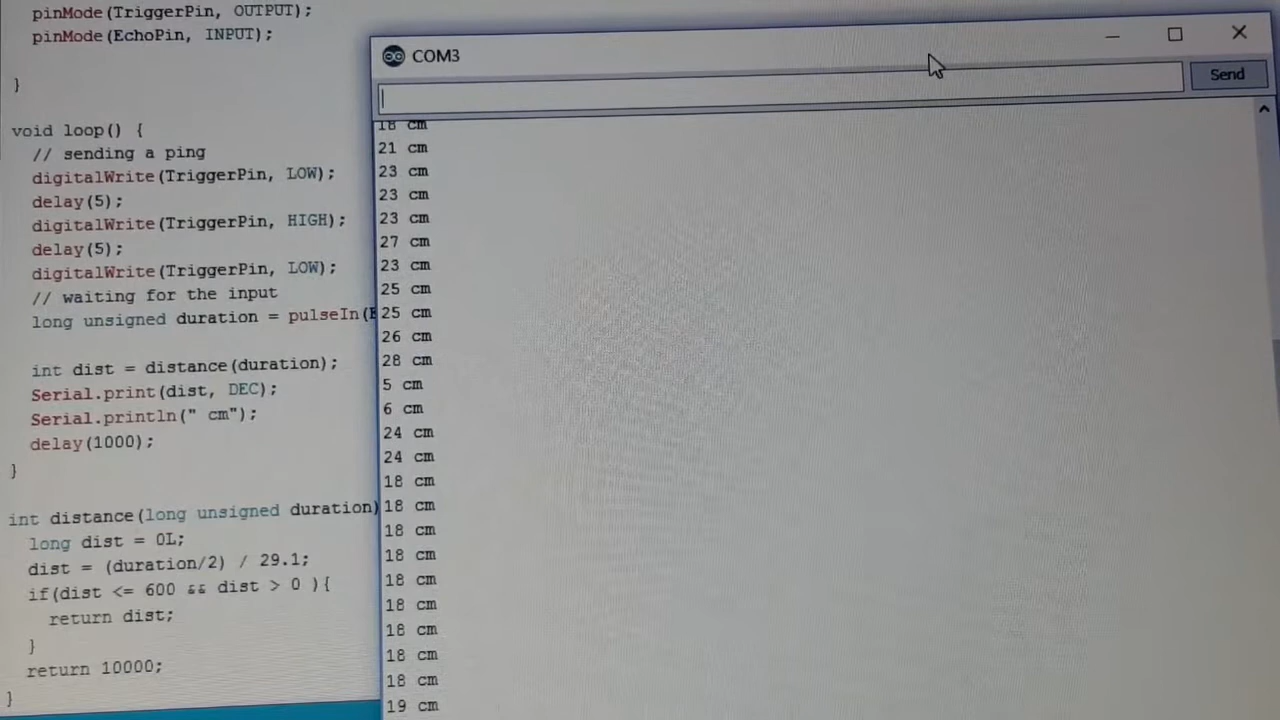 pinMode(TriggerPin, OUTPUT);
pinMode(EchoPin, INPUT);
}
void loop() {
// sending a ping
digitalWrite(TriggerPin, LOW);
delay(5);
digitalWrite(TriggerPin, HIGH);
delay(5);
digitalWrite(TriggerPin, LOW);
// waiting for the input
long unsigned duration = pulseIn(E
int dist = distance(duration);
Serial.print(dist, DEC);
Serial.println(" cm");
delay(1000);
}
int distance(long unsigned duration)
long dist = 0L;
dist = (duration/2) / 29.1;
if(dist <= 600 && dist > 0 ){
return dist;
}
return 10000;
}
COM3
Send
18 cm
21 cm
23 cm
23 cm
23 cm
27 cm
23 cm
25 cm
25 cm
26 cm
28 cm
5 cm
6 cm
24 cm
24 cm
18 cm
18 cm
18 cm
18 cm
18 cm
18 cm
18 cm
18 cm
18 cm
19 cm